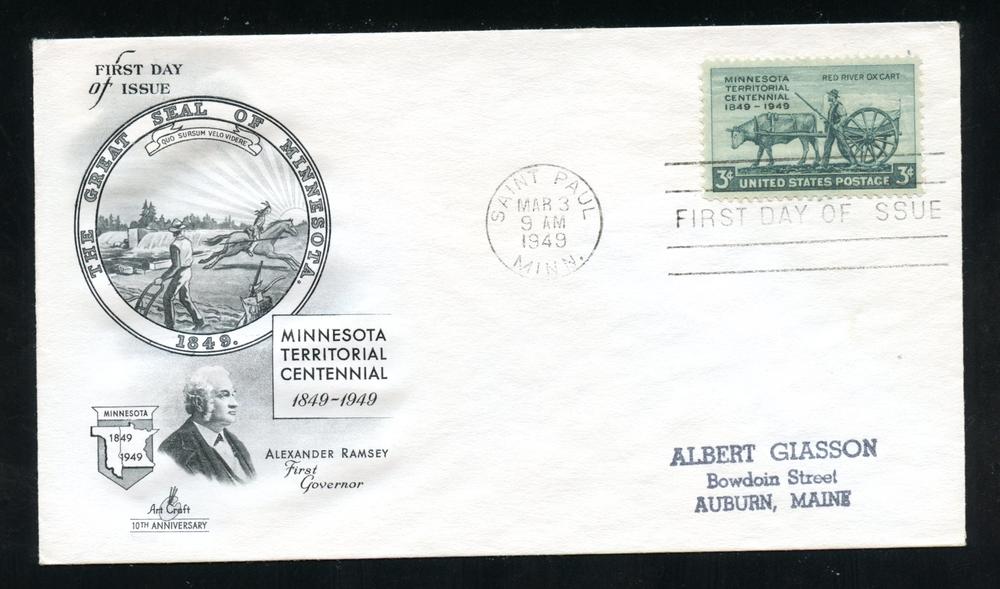 FIRST DAY
of ISSUE
THE GREAT SEAL OF MINNESOTA.
QUO SURSUM VELO VIDERE
1849.
MINNESOTA
TERRITORIAL
CENTENNIAL
1849-1949
ALEXANDER RAMSEY
First
Governor
MINNESOTA
1849
1949
Art Craft
10TH ANNIVERSARY
SAINT PAUL
MAR 3
9 AM
1949
MINN.
MINNESOTA
TERRITORIAL
CENTENNIAL
1849-1949
RED RIVER OX CART
3¢ UNITED STATES POSTAGE 3¢
FIRST DAY OF SSUE
ALBERT GIASSON
Bowdoin Street
AUBURN, MAINE